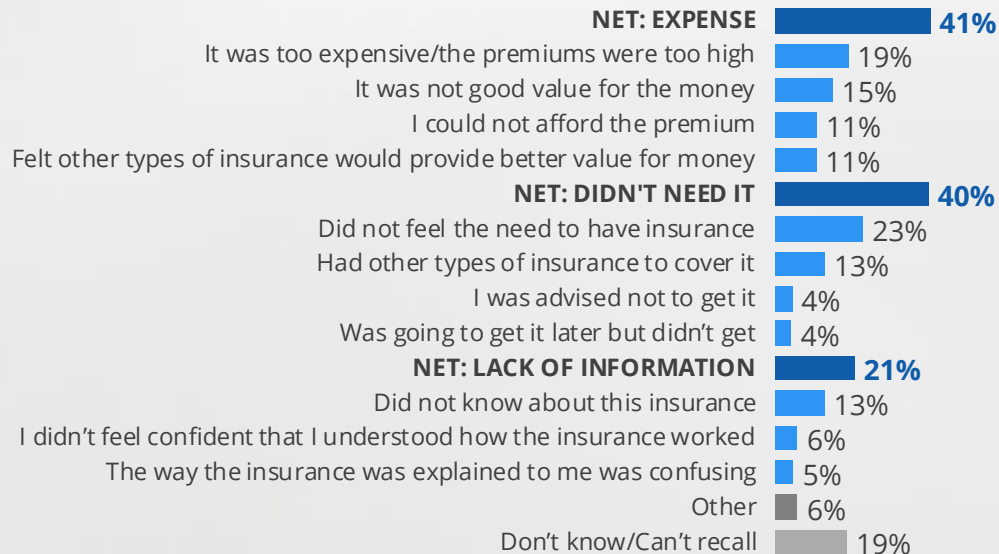 NET: EXPENSE 41%
It was too expensive/the premiums were too high 19%
It was not good value for the money 15%
I could not afford the premium 11%
Felt other types of insurance would provide better value for money 11%
NET: DIDN'T NEED IT 40%
Did not feel the need to have insurance 23%
Had other types of insurance to cover it 13%
I was advised not to get it 4%
Was going to get it later but didn’t get 4%
NET: LACK OF INFORMATION 21%
Did not know about this insurance 13%
I didn’t feel confident that I understood how the insurance worked 6%
The way the insurance was explained to me was confusing 5%
Other 6%
Don’t know/Can’t recall 19%